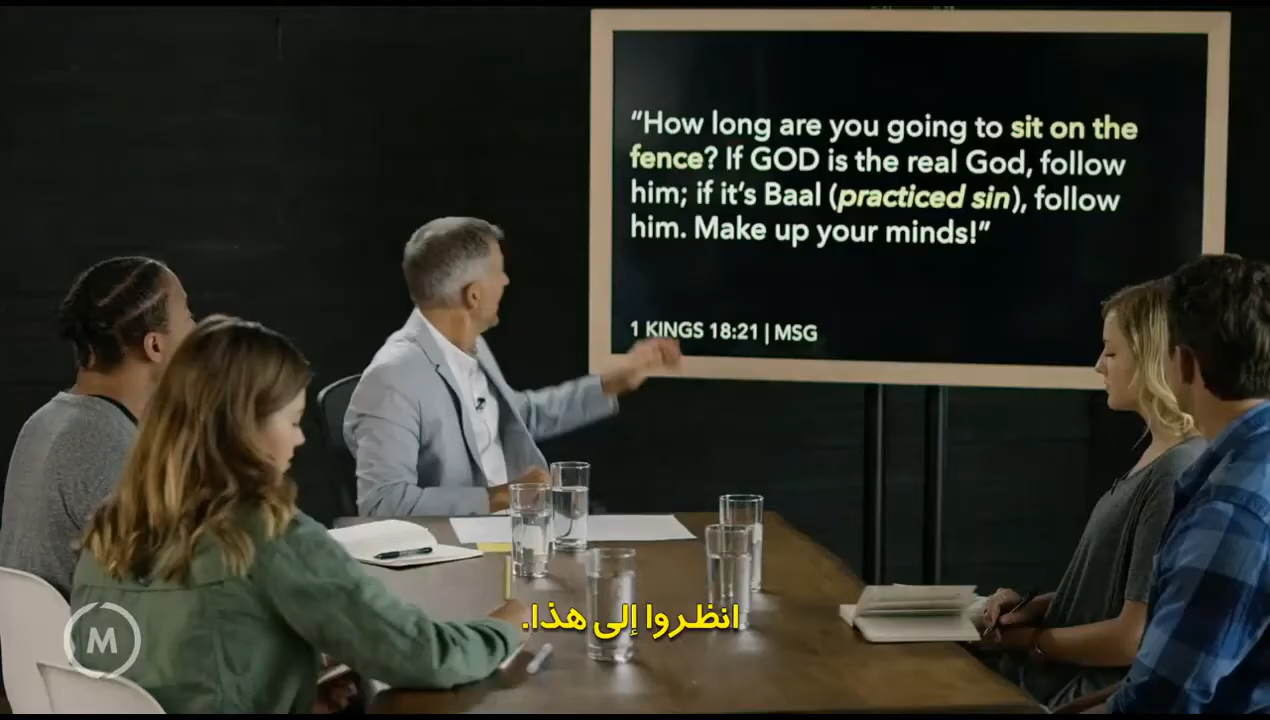 “How long are you going to sit on the
fence? If GOD is the real God, follow
him; if it’s Baal (practiced sin), follow
him. Make up your minds!”
1 KINGS 18:21 | MSG
انظروا إلى هذا.
M